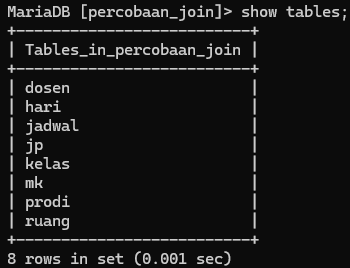 MariaDB [percobaan_join]> show tables;
+-------------------------+
| Tables_in_percobaan_join |
+-------------------------+
| dosen |
| hari |
| jadwal |
| jp |
| kelas |
| mk |
| prodi |
| ruang |
+-------------------------+
8 rows in set (0.001 sec)